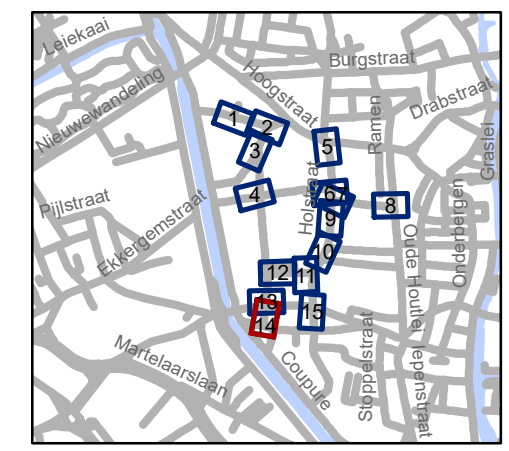 Leiekaai
Burgstraat
Hoogstraat
Nieuwewandeling
Drabstraat
Ramen
Graslei
1
2
3
5
4
Holstraat
6
7
8
9
Pijlstraat
Ekkergemstraat
Onderbergen
10
Oude Houtlei
12
11
13
14
15
Martelaarslaan
Coupure
Stoppelstraat
Iepenstraat